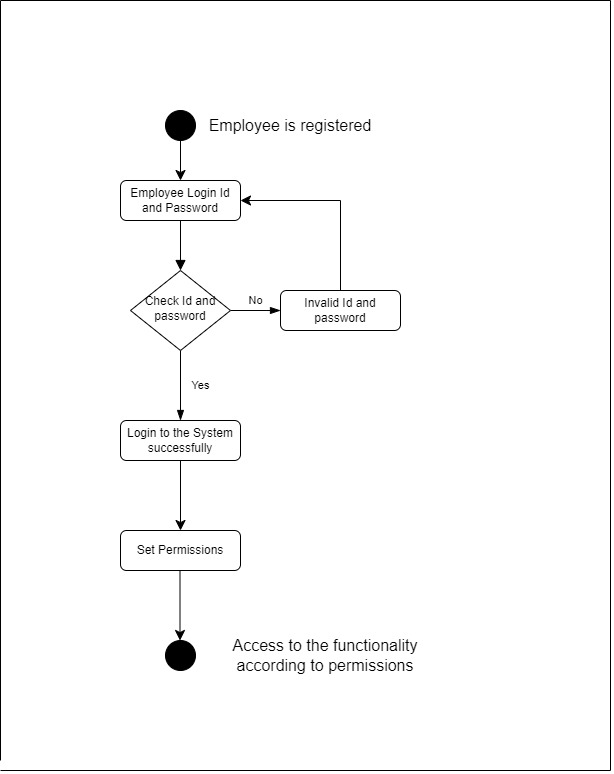 Employee is registered
Employee Login Id
and Password
Check Id and
password
No
Invalid Id and
password
Yes
Login to the System
successfully
Set Permissions
Access to the functionality
according to permissions